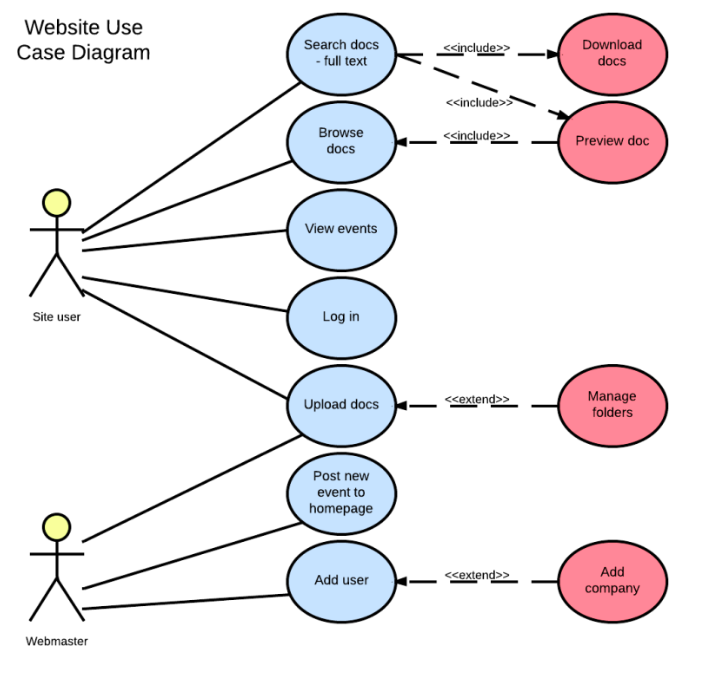 Website Use
Case Diagram
Search docs
- full text
<<include>>
Download
docs
<<include>>
Browse
docs
<<include>>
Preview doc
View events
Site user
Log in
Upload docs
<<extend>>
Manage
folders
Post new
event to
homepage
Add user
<<extend>>
Add
company
Webmaster